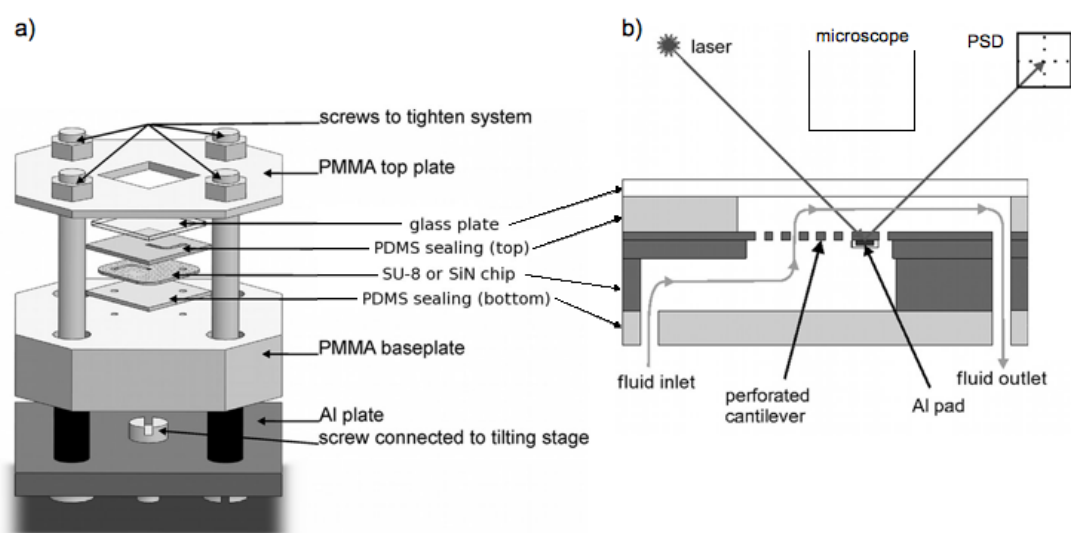 a)
screws to tighten system
PMMA top plate
glass plate
PDMS sealing (top)
SU-8 or SiN chip
PDMS sealing (bottom)
PMMA baseplate
Al plate
screw connected to tilting stage
b)
laser
microscope
PSD
fluid inlet
perforated
cantilever
Al pad
fluid outlet